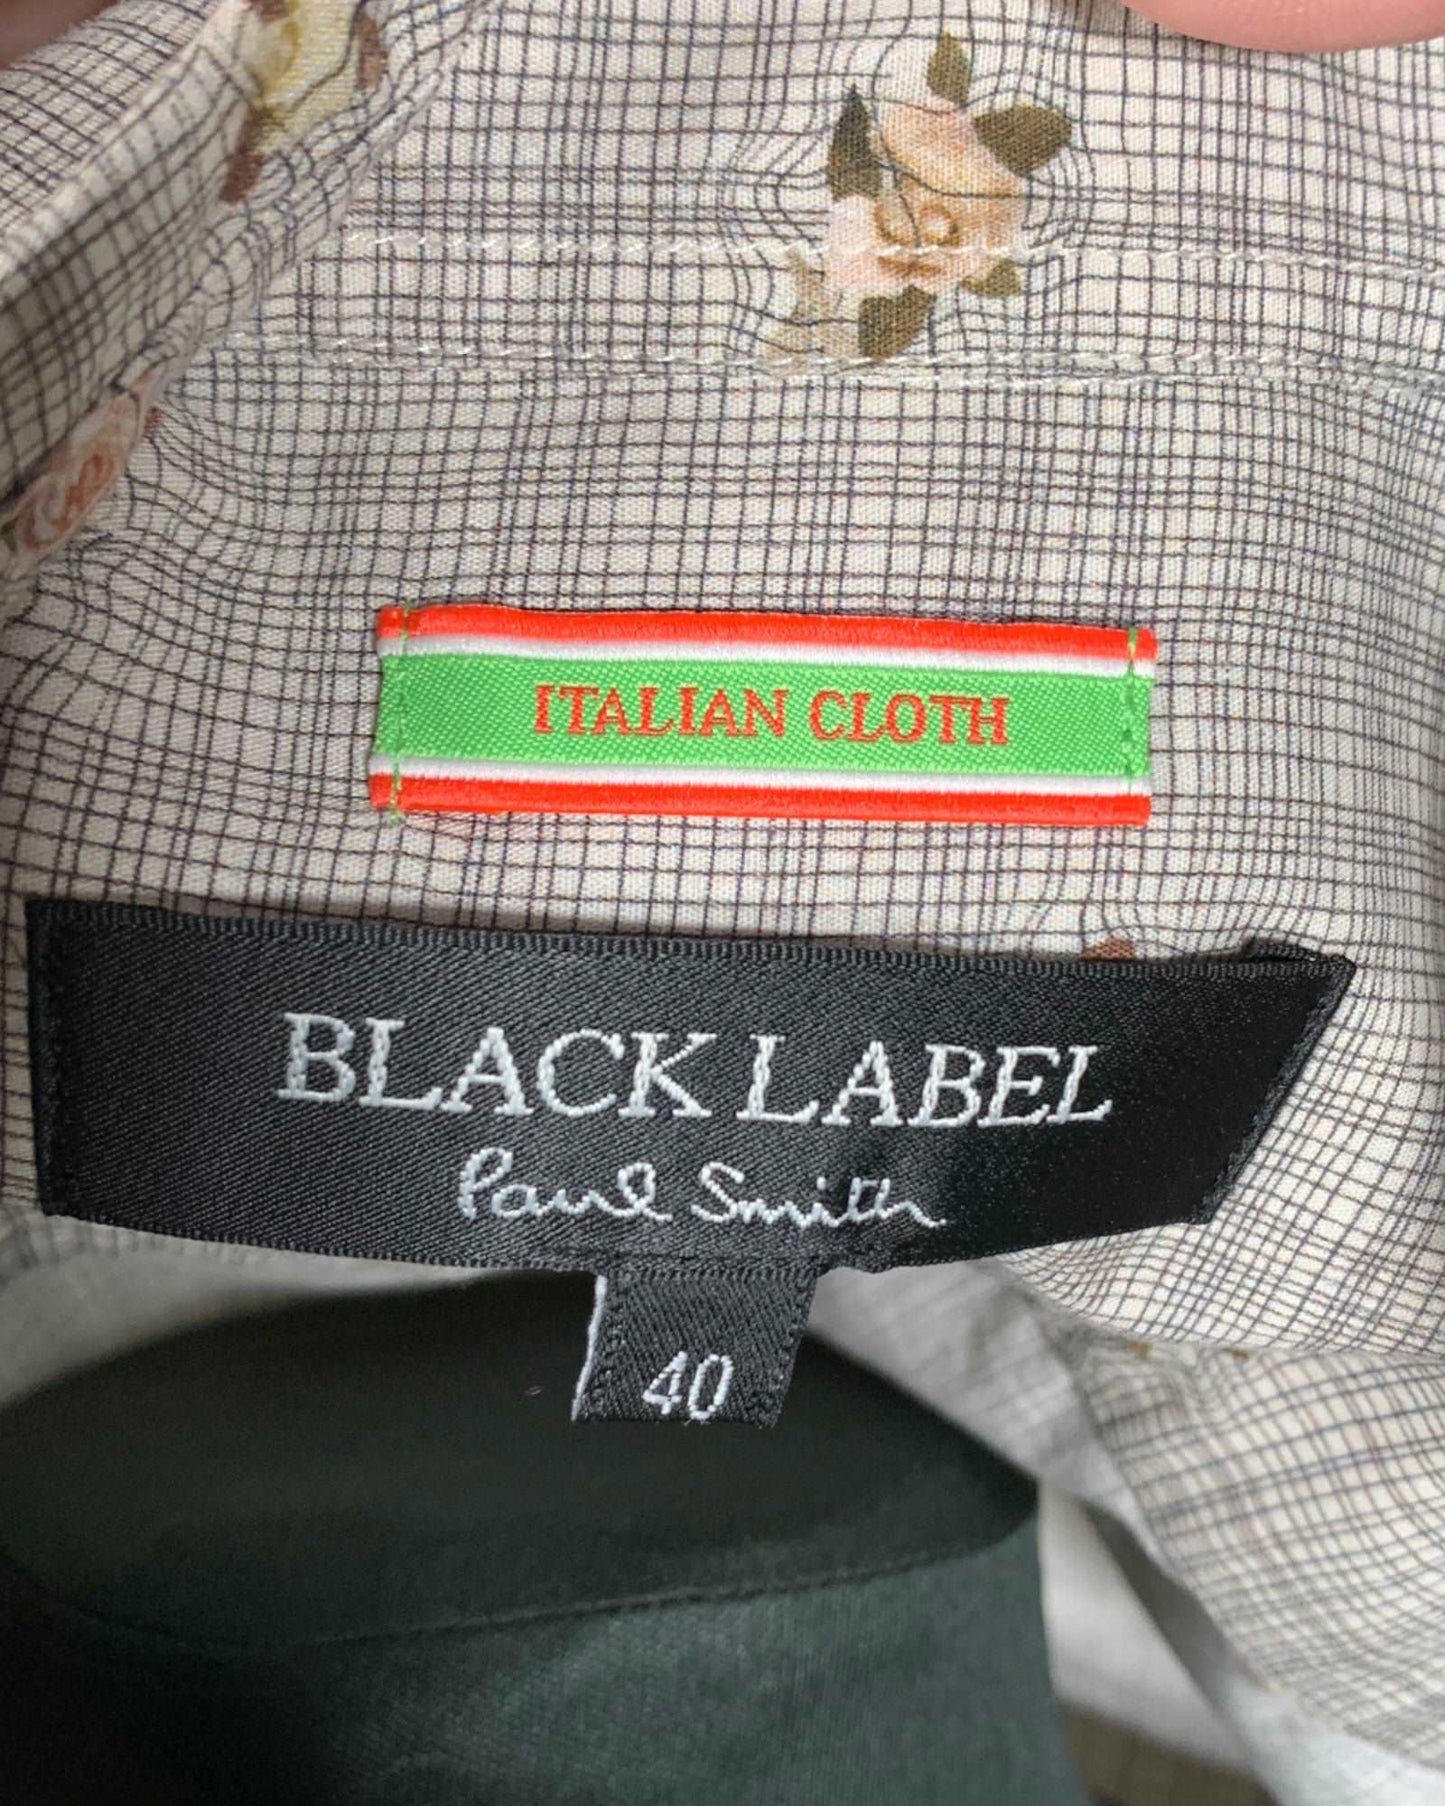 ITALIAN CLOTH
BLACK LABEL
Paul Smith
40